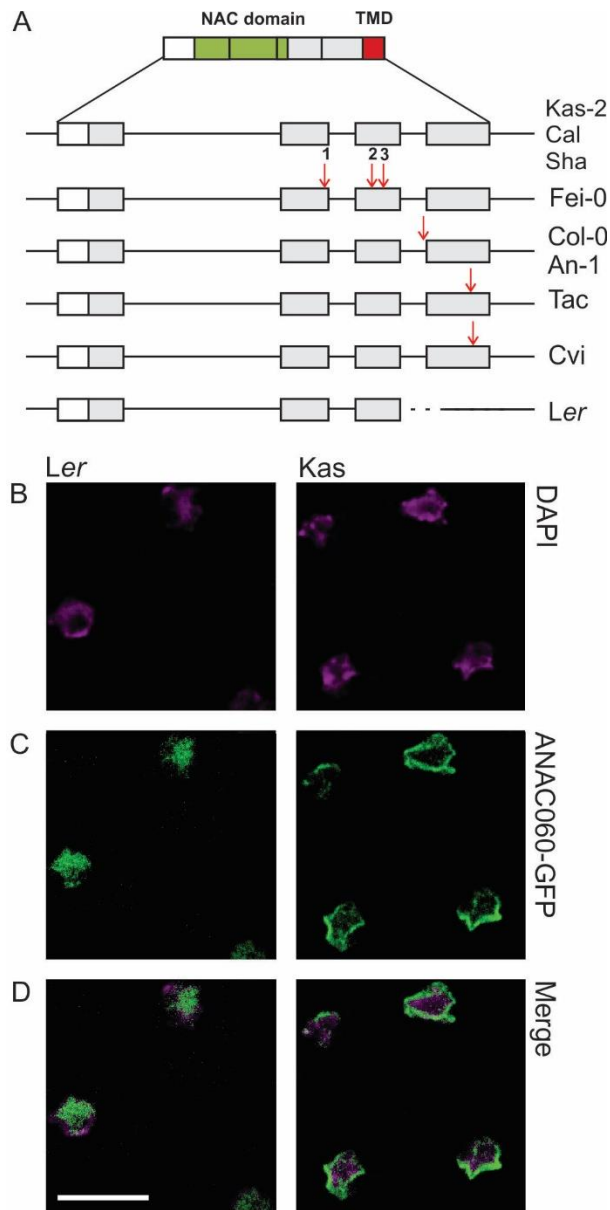 A
NAC domain TMD
Kas-2
Cal
Sha
1 2 3
Fei-0
Col-0
An-1
Tac
Cvi
Ler
Ler Kas
B DAPI
C ANAC060-GFP
D Merge